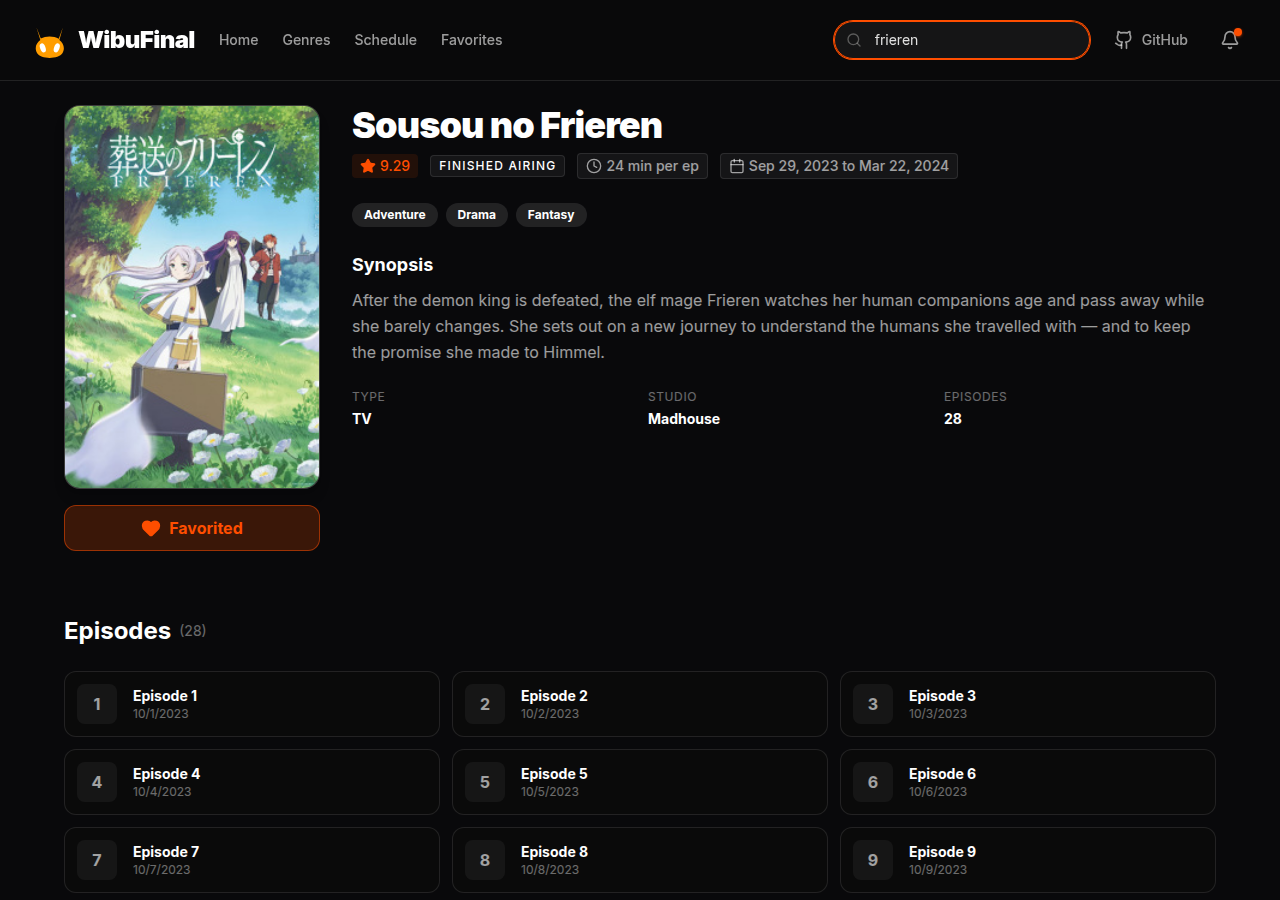 WibuFinal
Home
Genres
Schedule
Favorites
frieren
GitHub
葬送のフリーレン
FRIEREN
Favorited
Sousou no Frieren
9.29
FINISHED AIRING
24 min per ep
Sep 29, 2023 to Mar 22, 2024
Adventure
Drama
Fantasy
Synopsis
After the demon king is defeated, the elf mage Frieren watches her human companions age and pass away while
she barely changes. She sets out on a new journey to understand the humans she travelled with — and to keep
the promise she made to Himmel.
TYPE
TV
STUDIO
Madhouse
EPISODES
28
Episodes (28)
1
Episode 1
10/1/2023
2
Episode 2
10/2/2023
3
Episode 3
10/3/2023
4
Episode 4
10/4/2023
5
Episode 5
10/5/2023
6
Episode 6
10/6/2023
7
Episode 7
10/7/2023
8
Episode 8
10/8/2023
9
Episode 9
10/9/2023